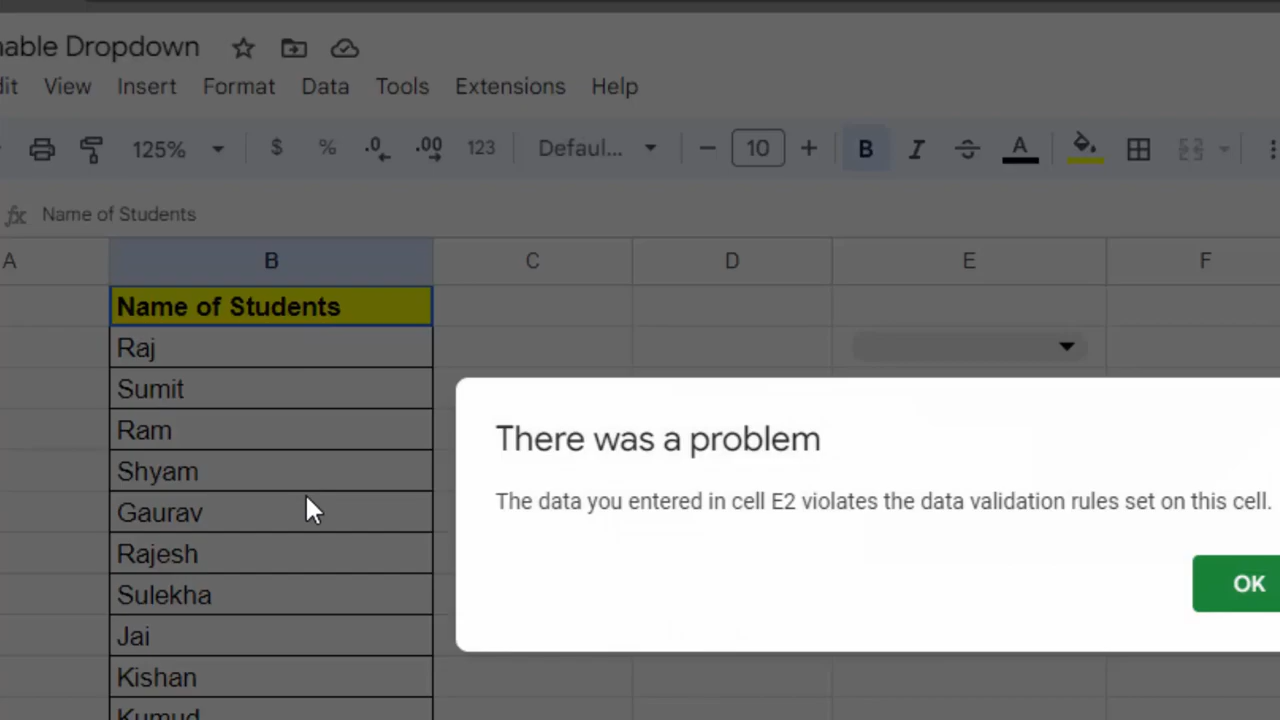 nable Dropdown
dit View Insert Format Data Tools Extensions Help
125% $ % .0 .00 123 Defaul... − 10 + B I A
fx Name of Students
A B C D E F
Name of Students
Raj
Sumit
Ram
Shyam
Gaurav
Rajesh
Sulekha
Jai
Kishan
Kumud
There was a problem
The data you entered in cell E2 violates the data validation rules set on this cell.
OK